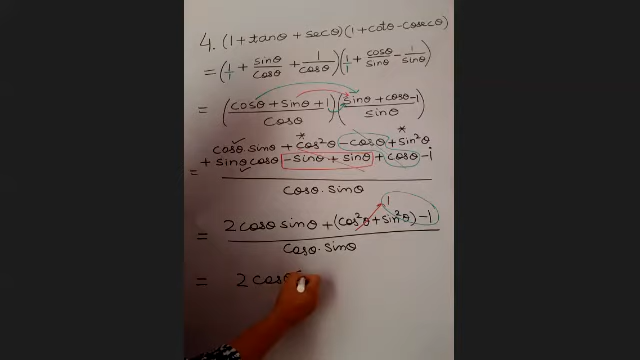 4. (1 + tanθ + secθ)(1 + cotθ - cosecθ)
= (1/1 + sinθ/cosθ + 1/cosθ)(1/1 + cosθ/sinθ - 1/sinθ)
= ((cosθ + sinθ + 1)/cosθ)((sinθ + cosθ - 1)/sinθ)
cosθ·sinθ + cos²θ - cosθ + sin²θ
+ sinθcosθ - sinθ + sinθ + cosθ - 1
=
cosθ·sinθ
1
= 2cosθ sinθ + (cos²θ + sin²θ) - 1
cosθ·sinθ
= 2cosθ